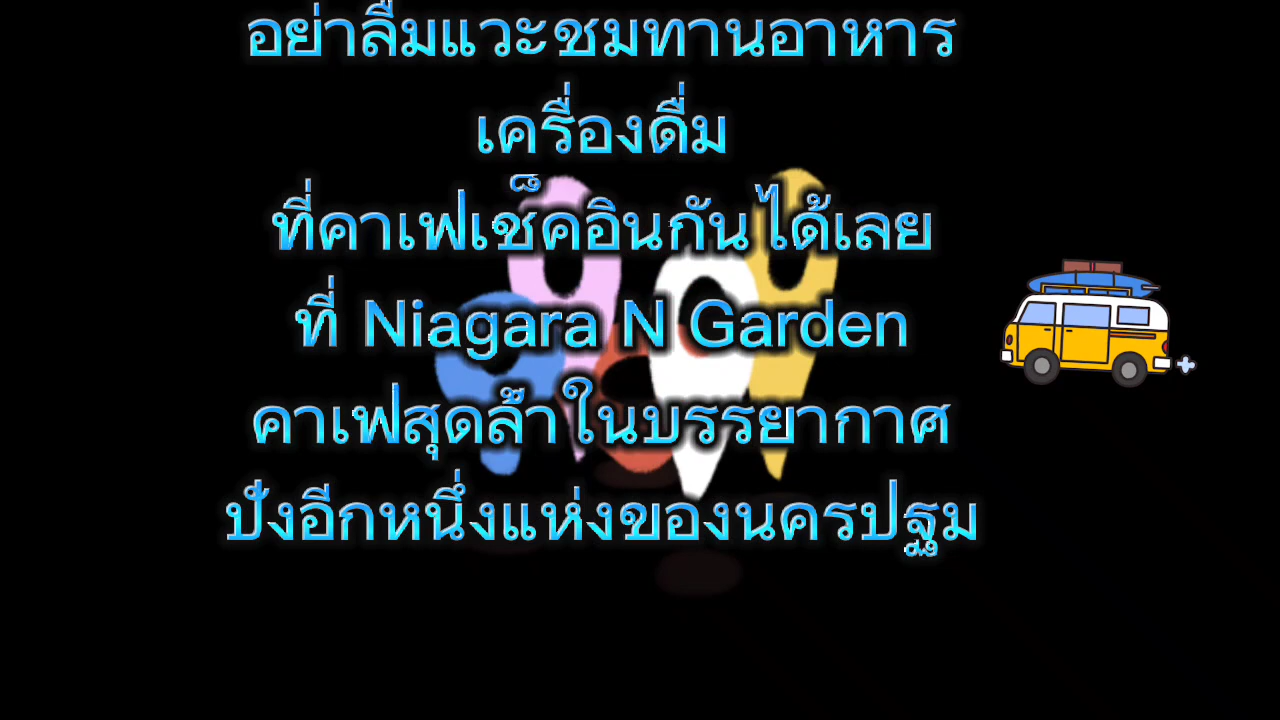 อย่าลืมแวะชมทานอาหาร
เครื่องดื่ม
ที่คาเฟเช็คอินกันได้เลย
ที่ Niagara N Garden
คาเฟสุดล้ำในบรรยากาศ
ปังอีกหนึ่งแห่งของนครปฐม